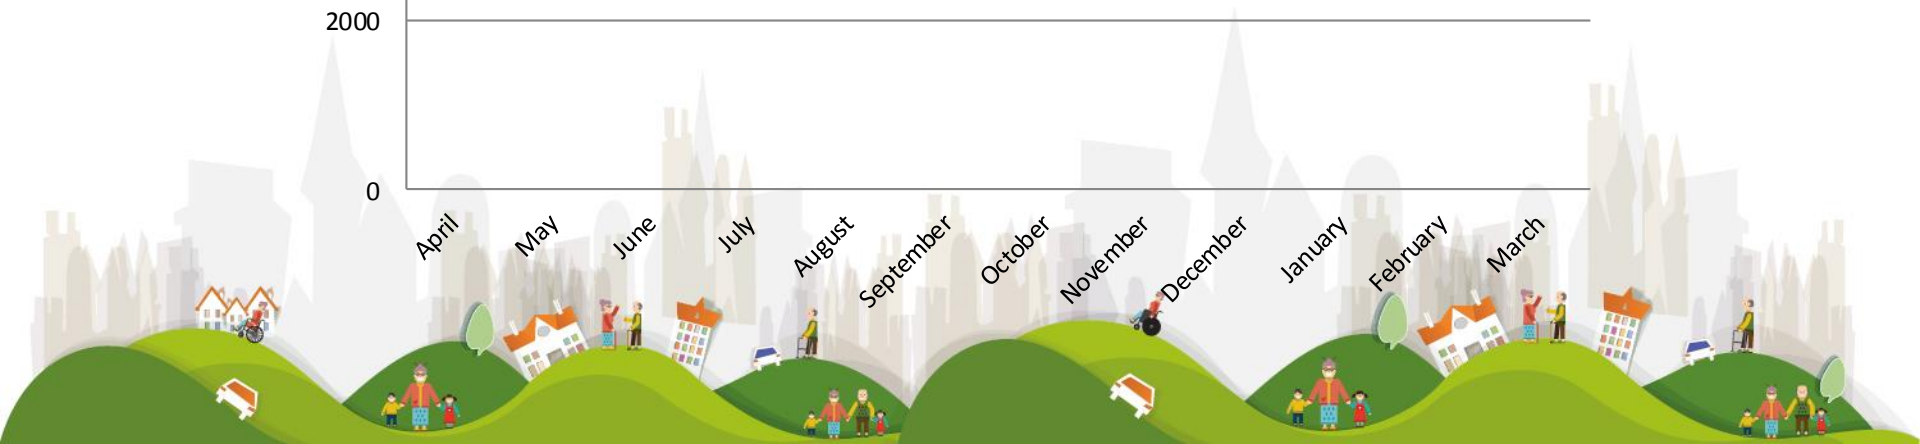 2000
0
April
May
June
July
August
September
October
November
December
January
February
March